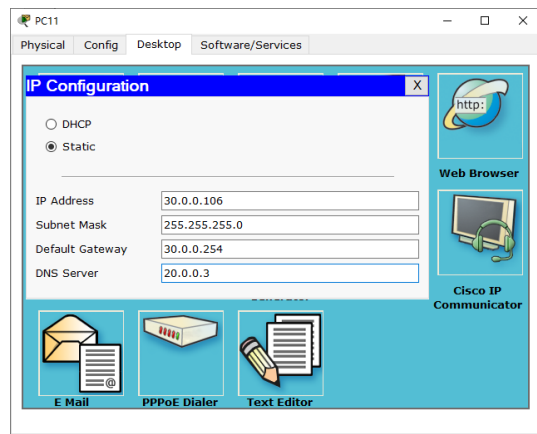 PC11
Physical Config Desktop Software/Services
IP Configuration X
http:
DHCP
Static
Web Browser
IP Address 30.0.0.106
Subnet Mask 255.255.255.0
Default Gateway 30.0.0.254
DNS Server 20.0.0.3
Cisco IP
Communicator
@
E Mail PPPoE Dialer Text Editor